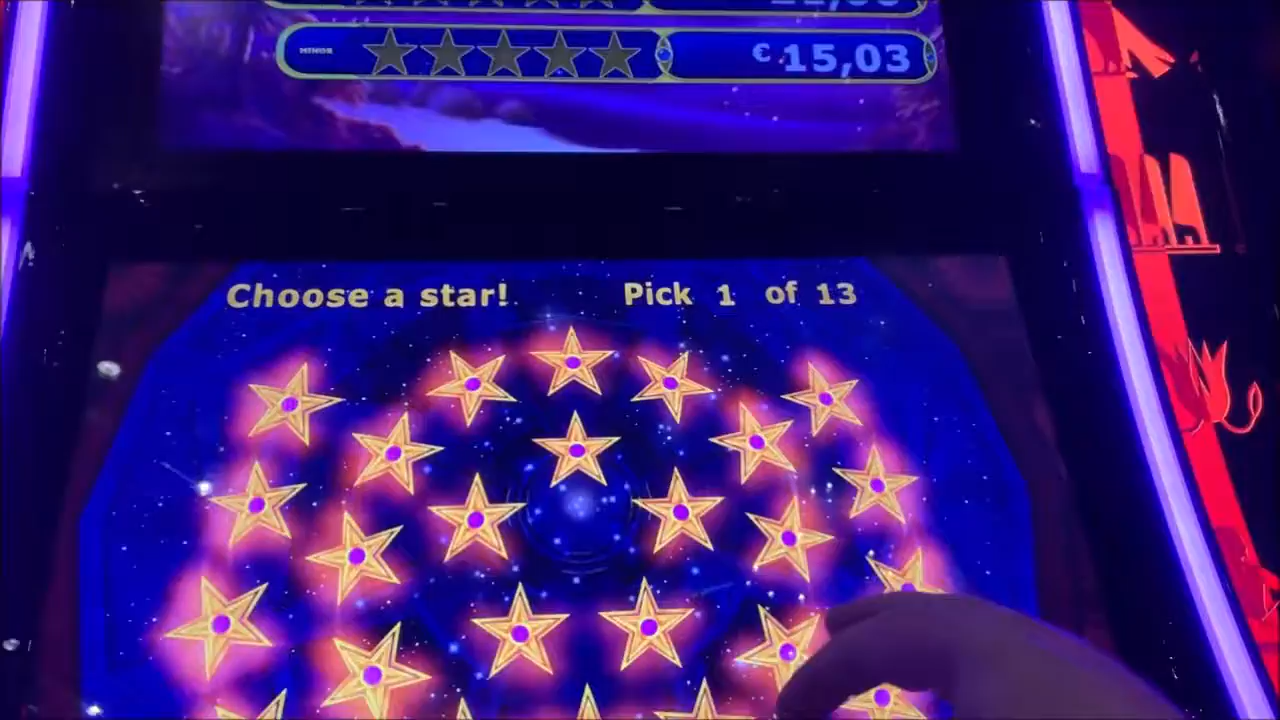 MINOR € 15,03
Choose a star! Pick 1 of 13